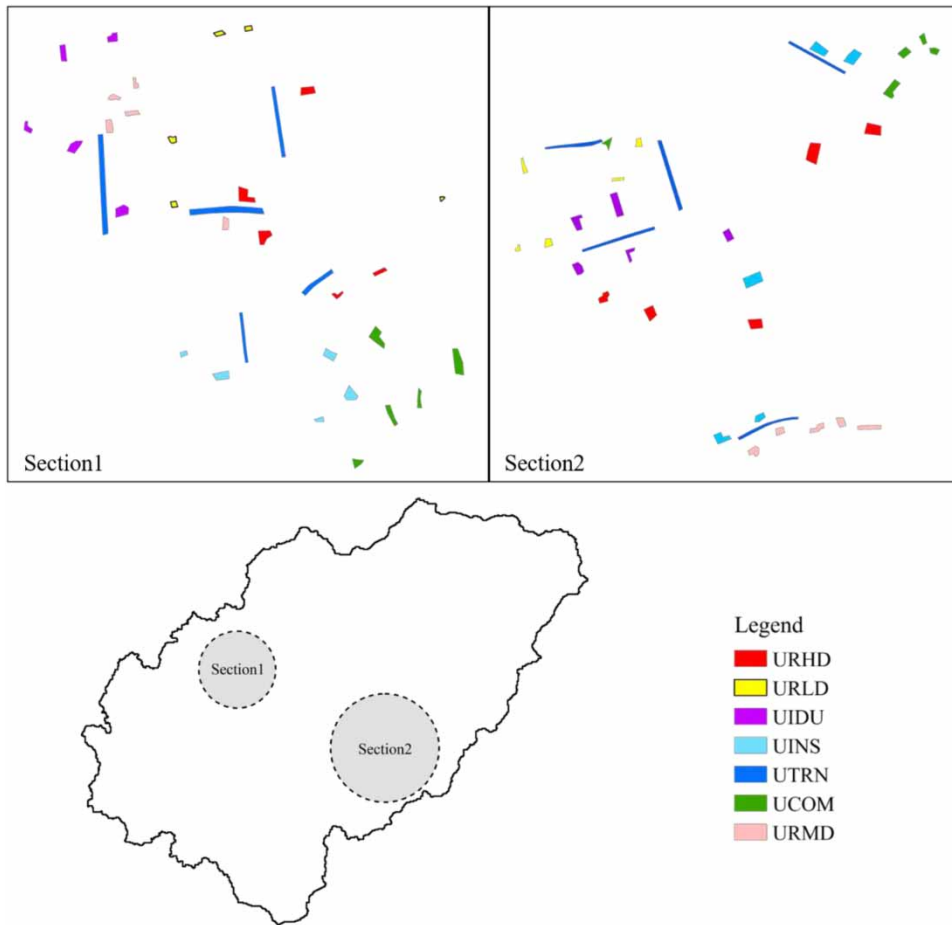 Section1
Section2
Section1
Section2
Legend
URHD
URLD
UIDU
UINS
UTRN
UCOM
URMD